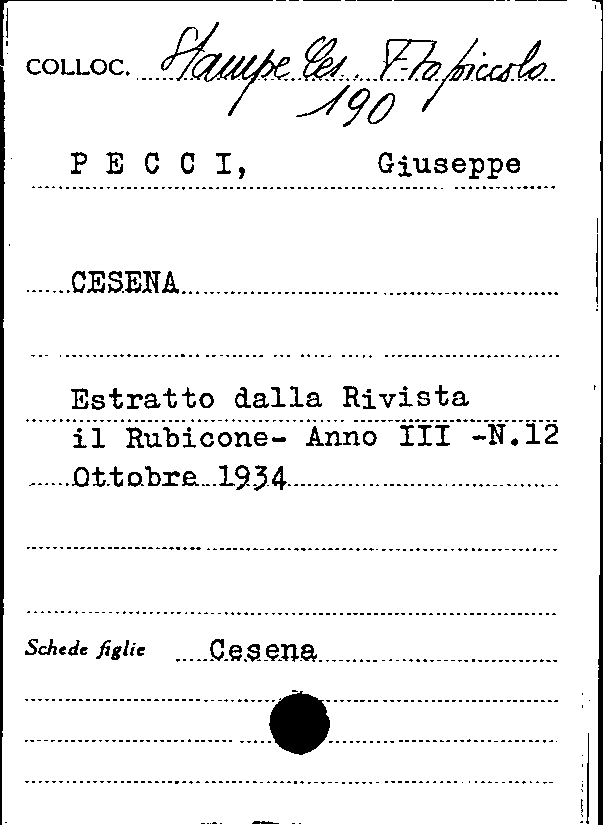 COLLOC. Stampe Ces. F-to piccolo
190
P E C C I, Giuseppe
CESENA
Estratto dalla Rivista
il Rubicone- Anno III -N.12
Ottobre 1934
Schede figlie Cesena